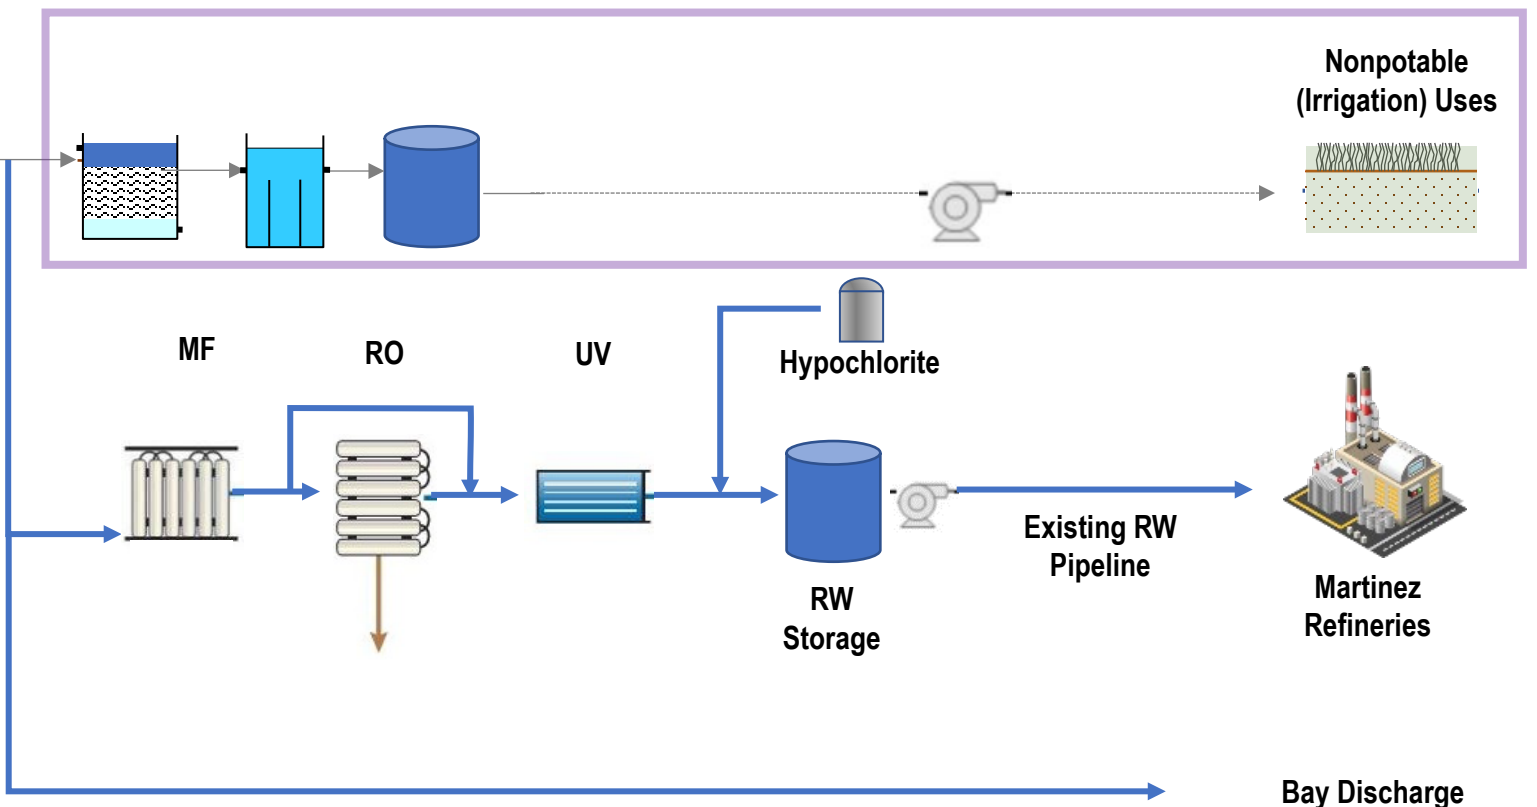 Nonpotable
(Irrigation) Uses
MF
RO
UV
Hypochlorite
Existing RW
Pipeline
RW
Storage
Martinez
Refineries
Bay Discharge